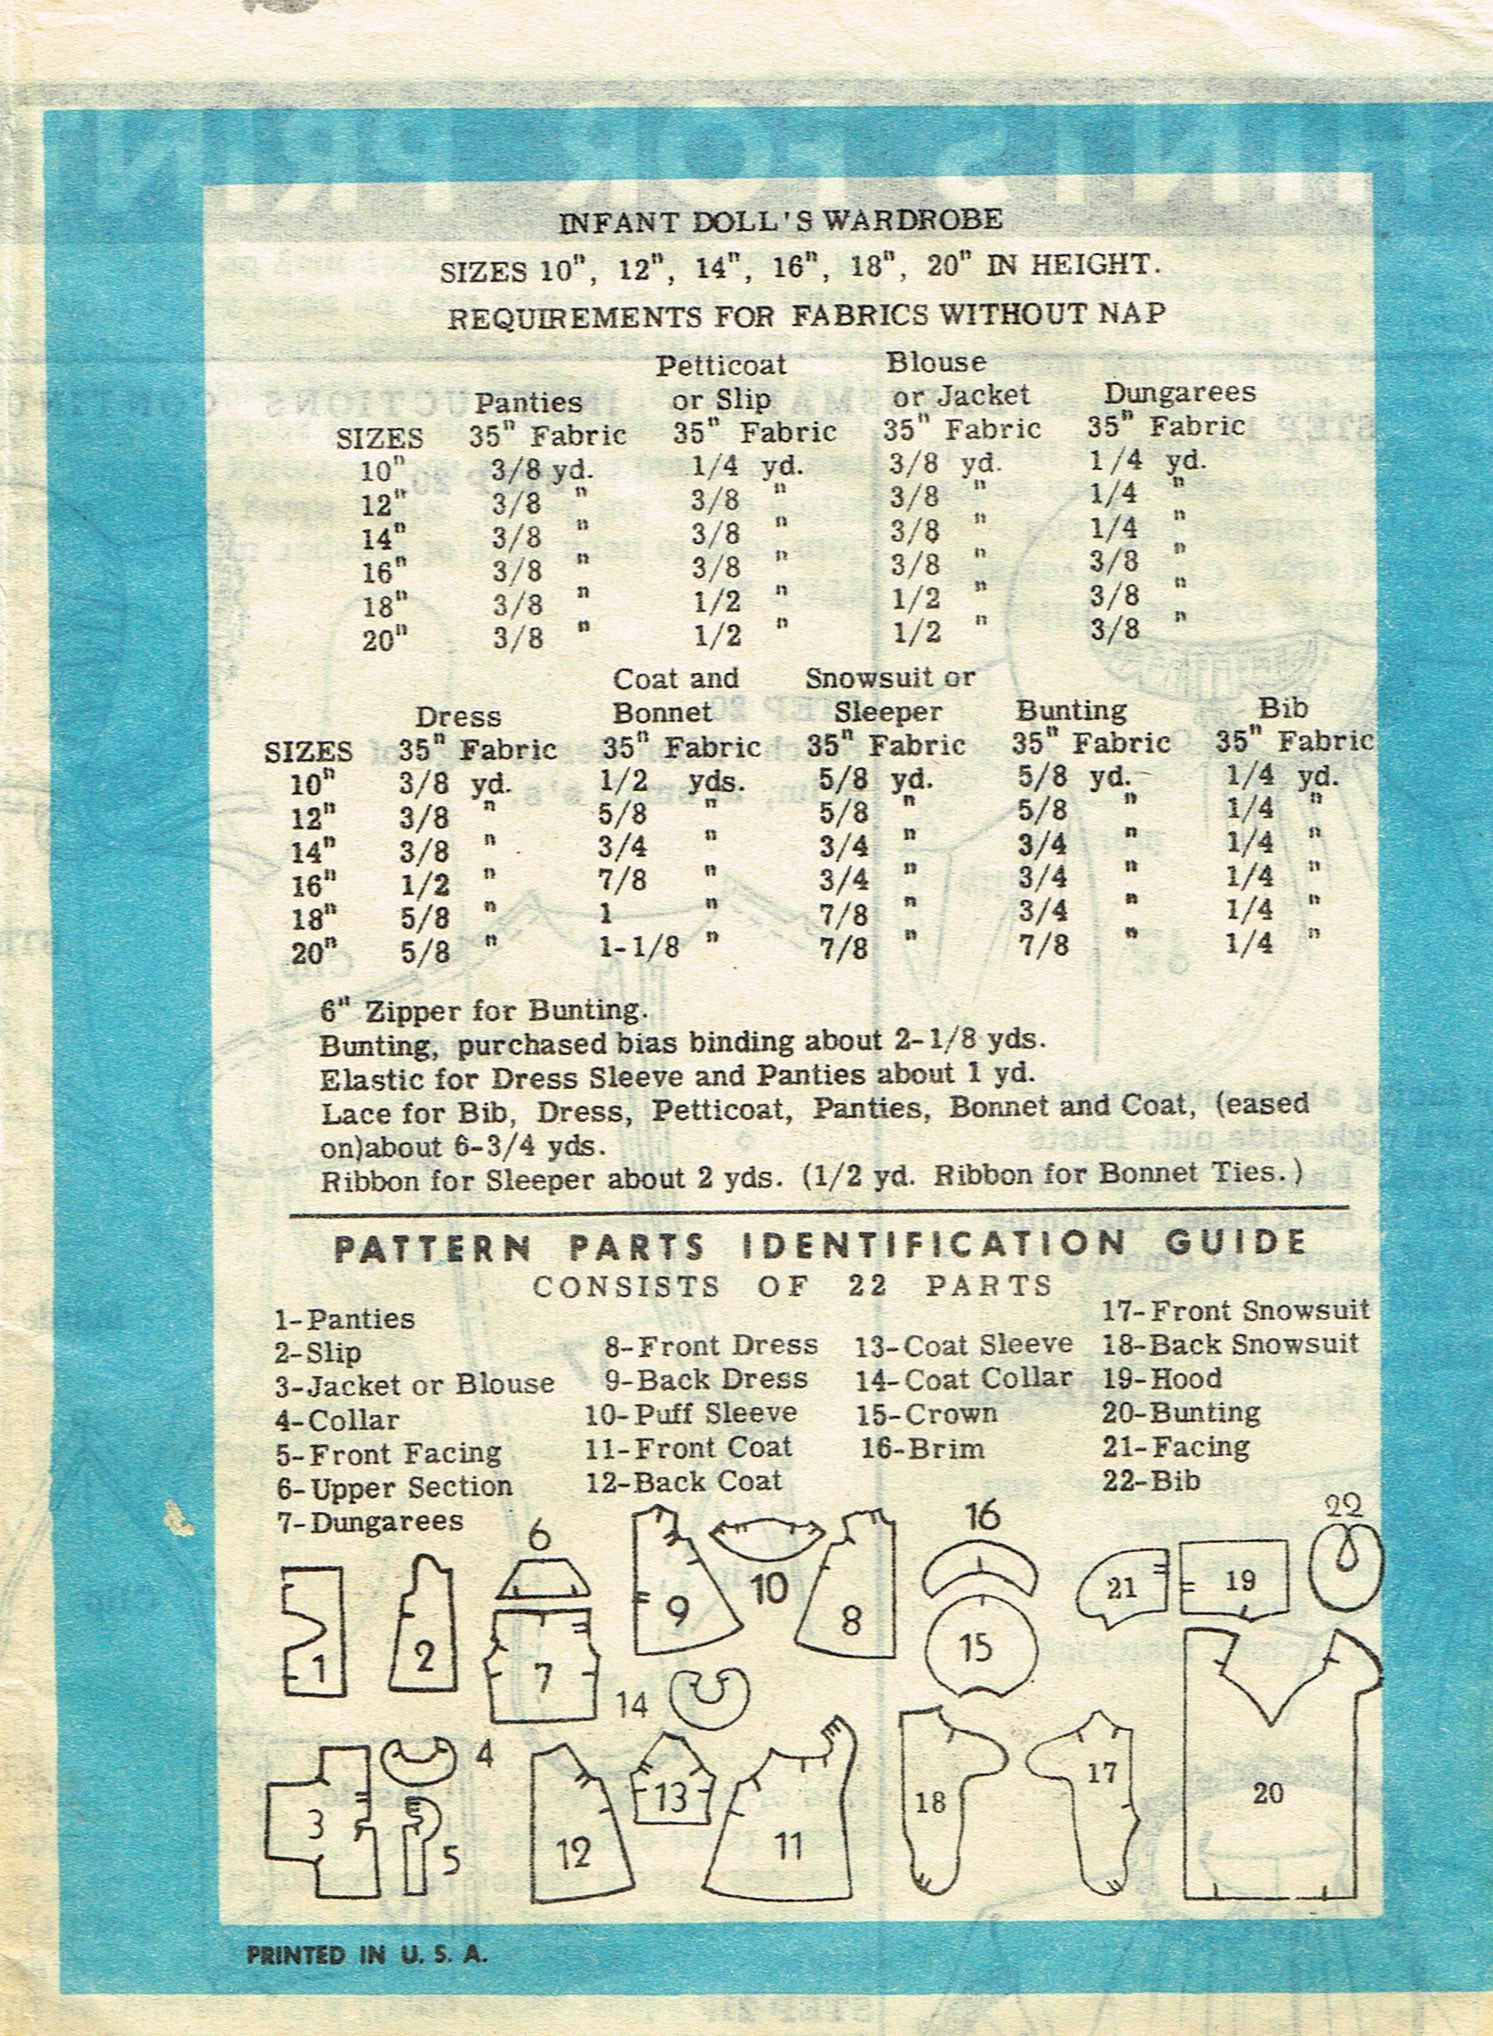 INFANT DOLL'S WARDROBE
SIZES 10", 12", 14", 16", 18", 20" IN HEIGHT.
REQUIREMENTS FOR FABRICS WITHOUT NAP
Petticoat Blouse
Panties or Slip or Jacket Dungarees
SIZES 35" Fabric 35" Fabric 35" Fabric 35" Fabric
10" 3/8 yd. 1/4 yd. 3/8 yd. 1/4 yd.
12" 3/8 " 3/8 " 3/8 " 1/4 "
14" 3/8 " 3/8 " 3/8 " 1/4 "
16" 3/8 " 3/8 " 3/8 " 3/8 "
18" 3/8 " 1/2 " 1/2 " 3/8 "
20" 3/8 " 1/2 " 1/2 " 3/8 "
Coat and Snowsuit or
Dress Bonnet Sleeper Bunting Bib
SIZES 35" Fabric 35" Fabric 35" Fabric 35" Fabric 35" Fabric
10" 3/8 yd. 1/2 yds. 5/8 yd. 5/8 yd. 1/4 yd.
12" 3/8 " 5/8 " 5/8 " 5/8 " 1/4 "
14" 3/8 " 3/4 " 3/4 " 3/4 " 1/4 "
16" 1/2 " 7/8 " 3/4 " 3/4 " 1/4 "
18" 5/8 " 1 " 7/8 " 3/4 " 1/4 "
20" 5/8 " 1-1/8 " 7/8 " 7/8 " 1/4 "
6" Zipper for Bunting.
Bunting, purchased bias binding about 2-1/8 yds.
Elastic for Dress Sleeve and Panties about 1 yd.
Lace for Bib, Dress, Petticoat, Panties, Bonnet and Coat, (eased
on)about 6-3/4 yds.
Ribbon for Sleeper about 2 yds. (1/2 yd. Ribbon for Bonnet Ties.)
PATTERN PARTS IDENTIFICATION GUIDE
CONSISTS OF 22 PARTS
1-Panties
2-Slip
3-Jacket or Blouse
4-Collar
5-Front Facing
6-Upper Section
7-Dungarees
8-Front Dress
9-Back Dress
10-Puff Sleeve
11-Front Coat
12-Back Coat
13-Coat Sleeve
14-Coat Collar
15-Crown
16-Brim
17-Front Snowsuit
18-Back Snowsuit
19-Hood
20-Bunting
21-Facing
22-Bib
6
16
22
1
2
7
9
10
8
15
21
19
14
3
4
5
12
13
11
18
17
20
PRINTED IN U. S. A.